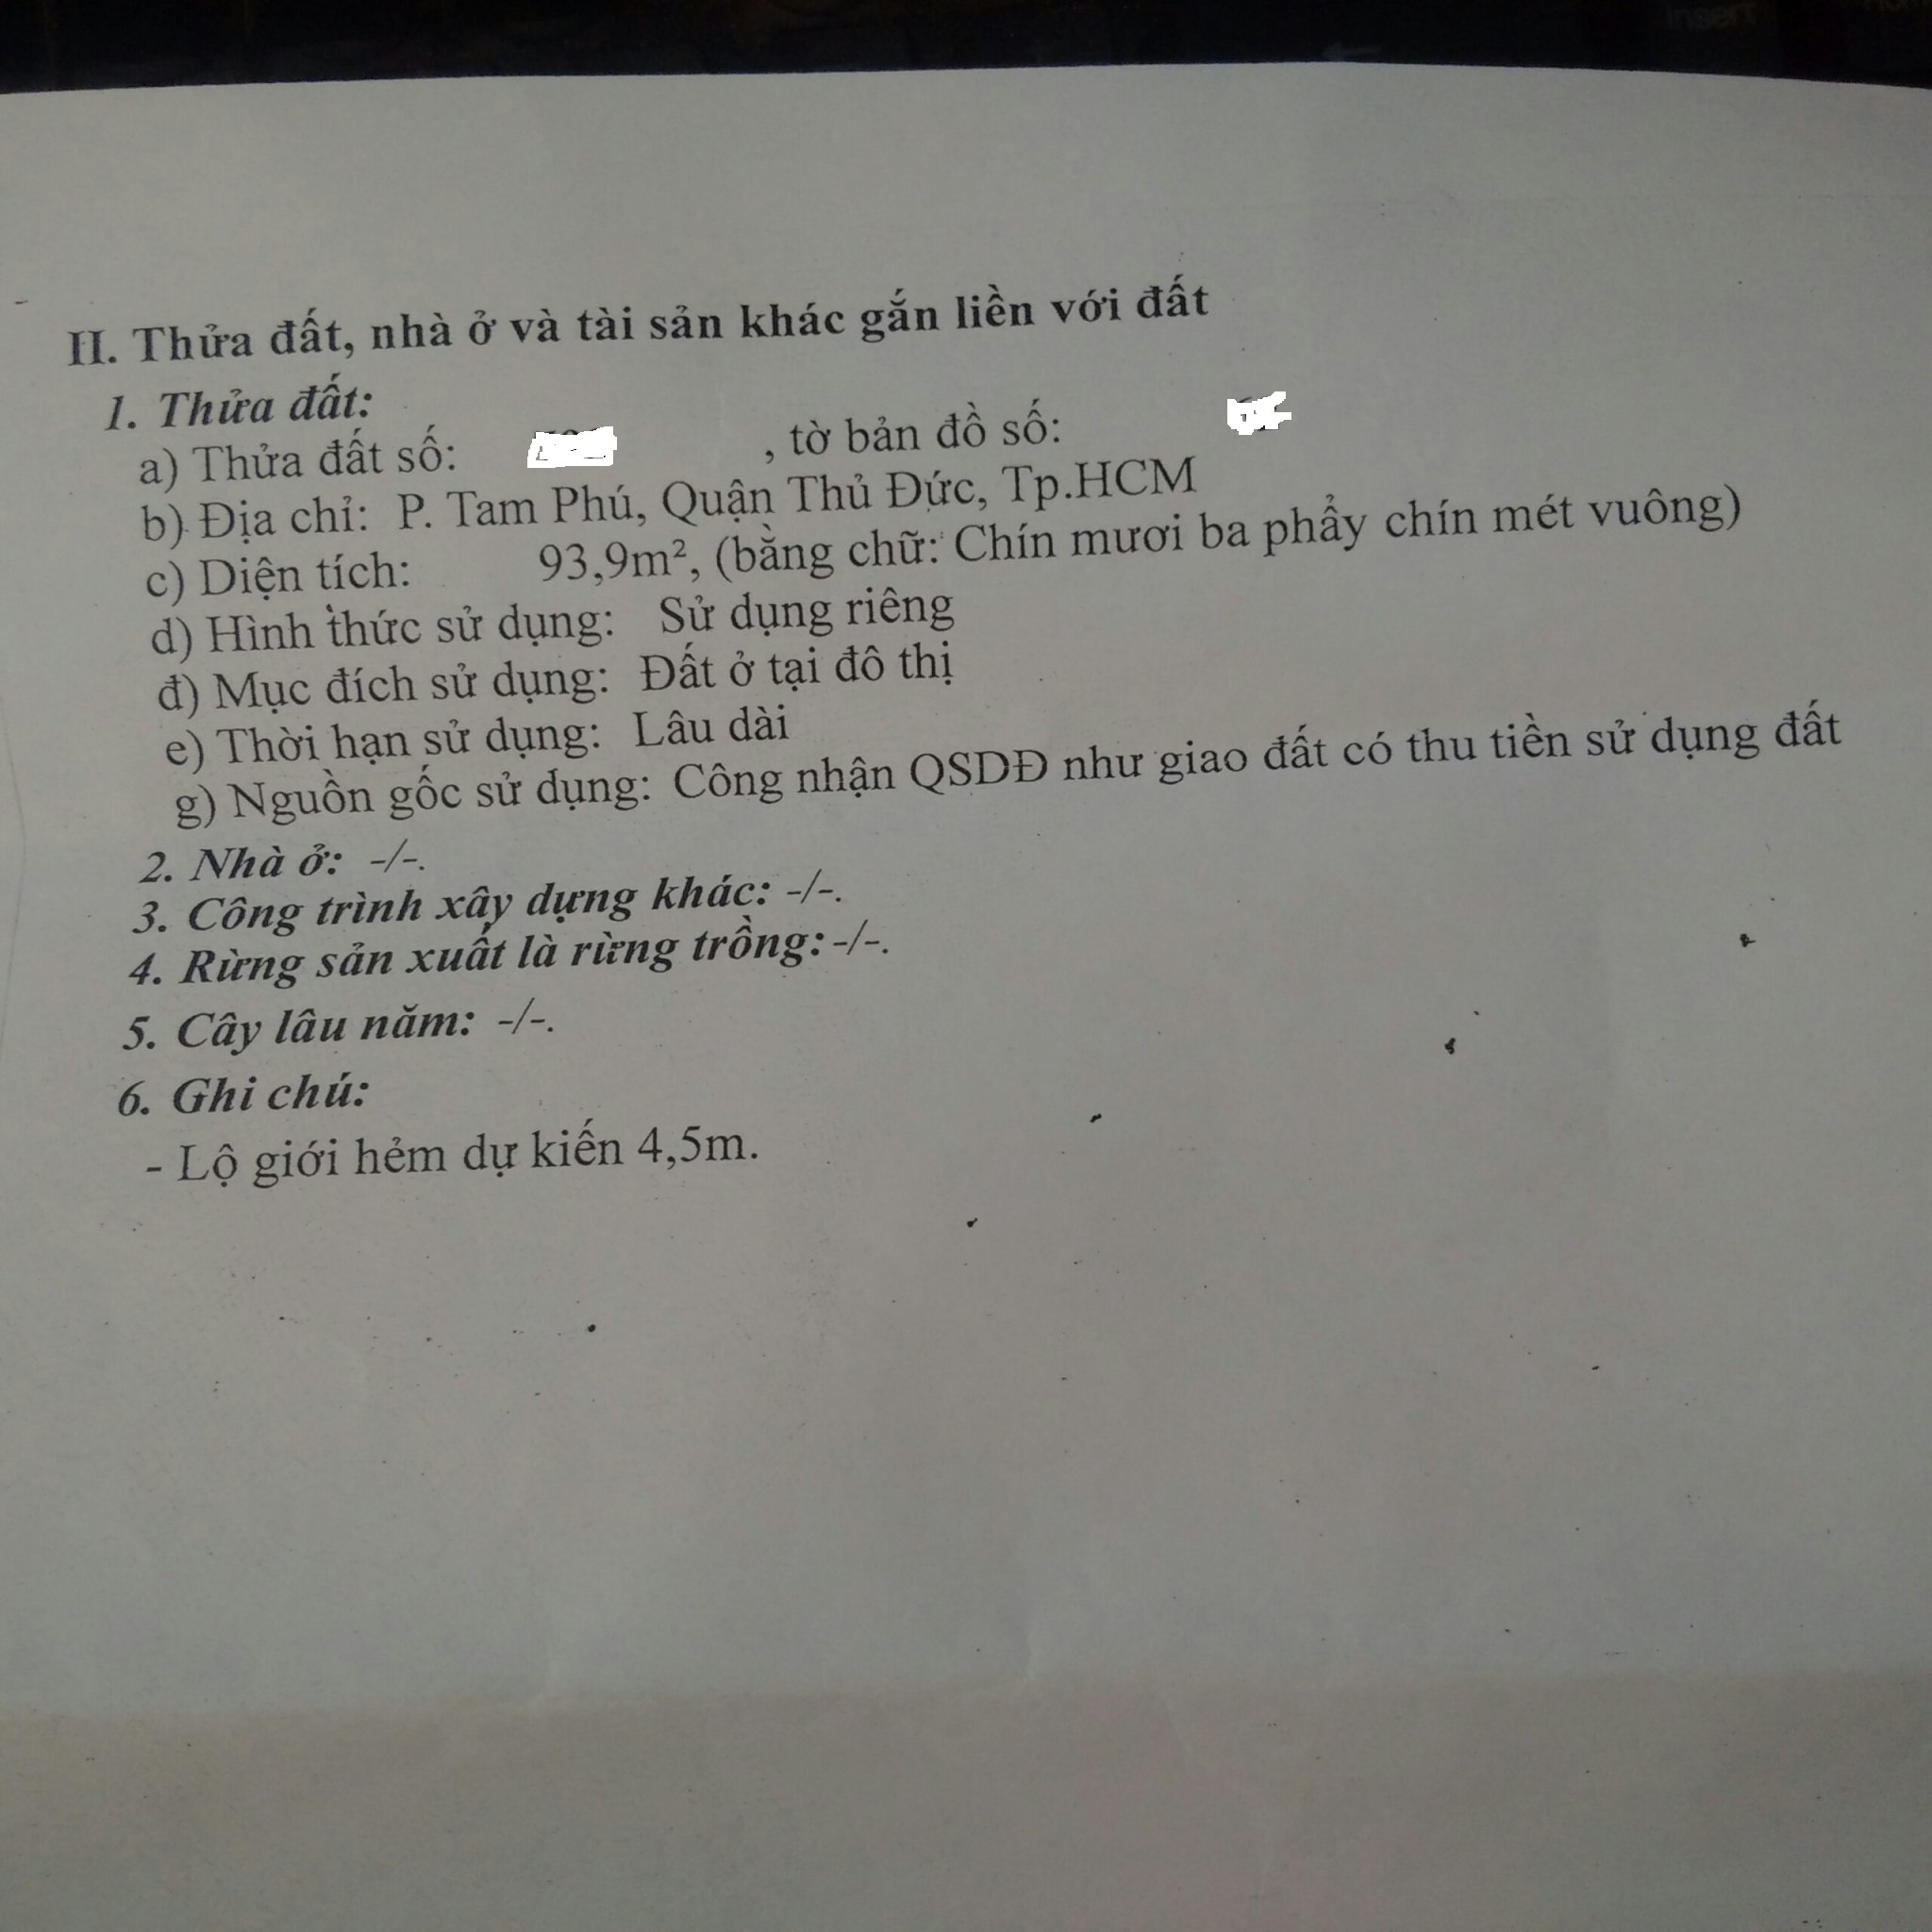 II. Thửa đất, nhà ở và tài sản khác gắn liền với đất
1. Thửa đất:
a) Thửa đất số: , tờ bản đồ số:
b) Địa chỉ: P. Tam Phú, Quận Thủ Đức, Tp.HCM
c) Diện tích: 93,9m², (bằng chữ: Chín mươi ba phẩy chín mét vuông)
d) Hình thức sử dụng: Sử dụng riêng
đ) Mục đích sử dụng: Đất ở tại đô thị
e) Thời hạn sử dụng: Lâu dài
g) Nguồn gốc sử dụng: Công nhận QSDĐ như giao đất có thu tiền sử dụng đất
2. Nhà ở: -/-.
3. Công trình xây dựng khác: -/-.
4. Rừng sản xuất là rừng trồng: -/-.
5. Cây lâu năm: -/-.
6. Ghi chú:
- Lộ giới hẻm dự kiến 4,5m.